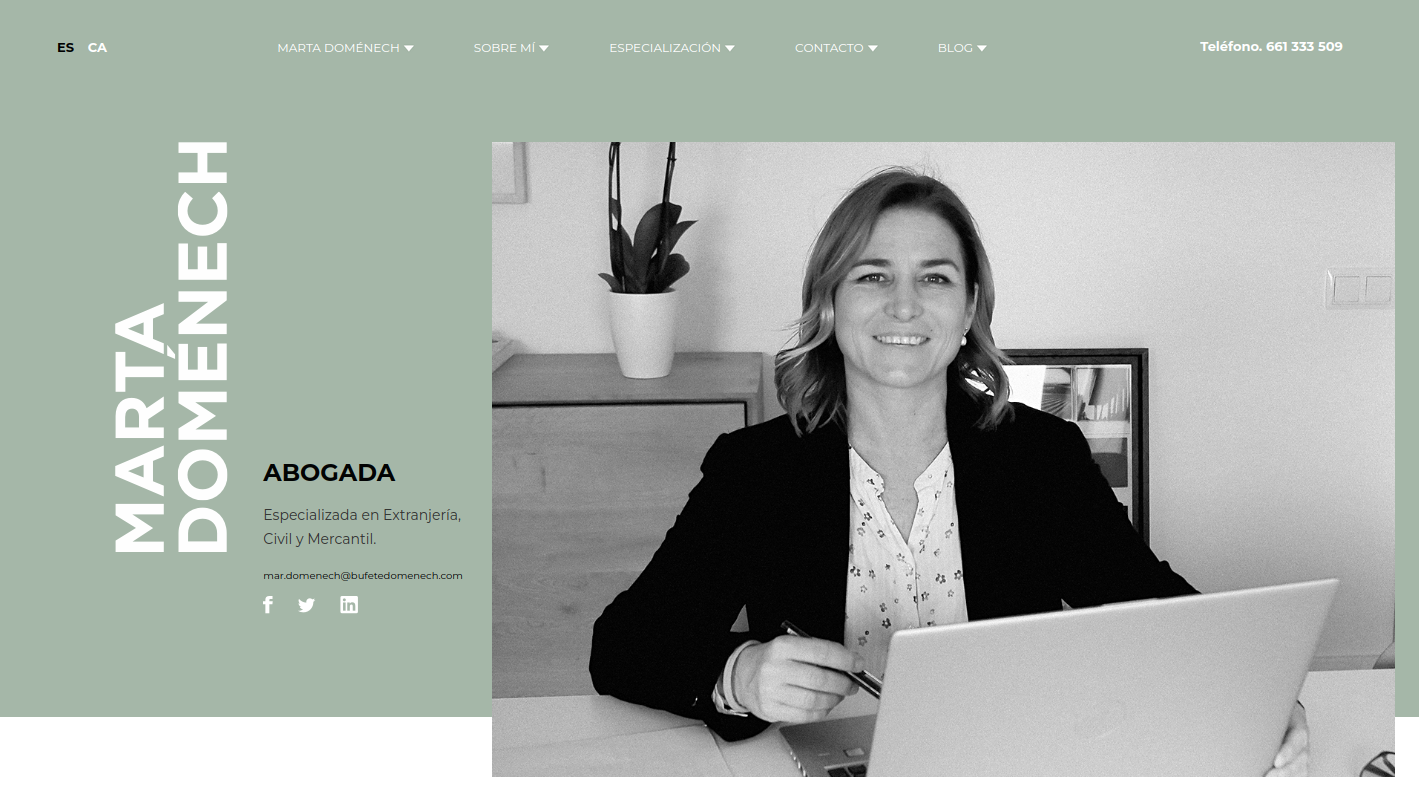 ES CA
MARTA DOMÉNECH
SOBRE MÍ
ESPECIALIZACIÓN
CONTACTO
BLOG
Teléfono. 661 333 509
MARTA
DOMÉNECH
ABOGADA
Especializada en Extranjería,
Civil y Mercantil.
mar.domenech@bufetedomenech.com